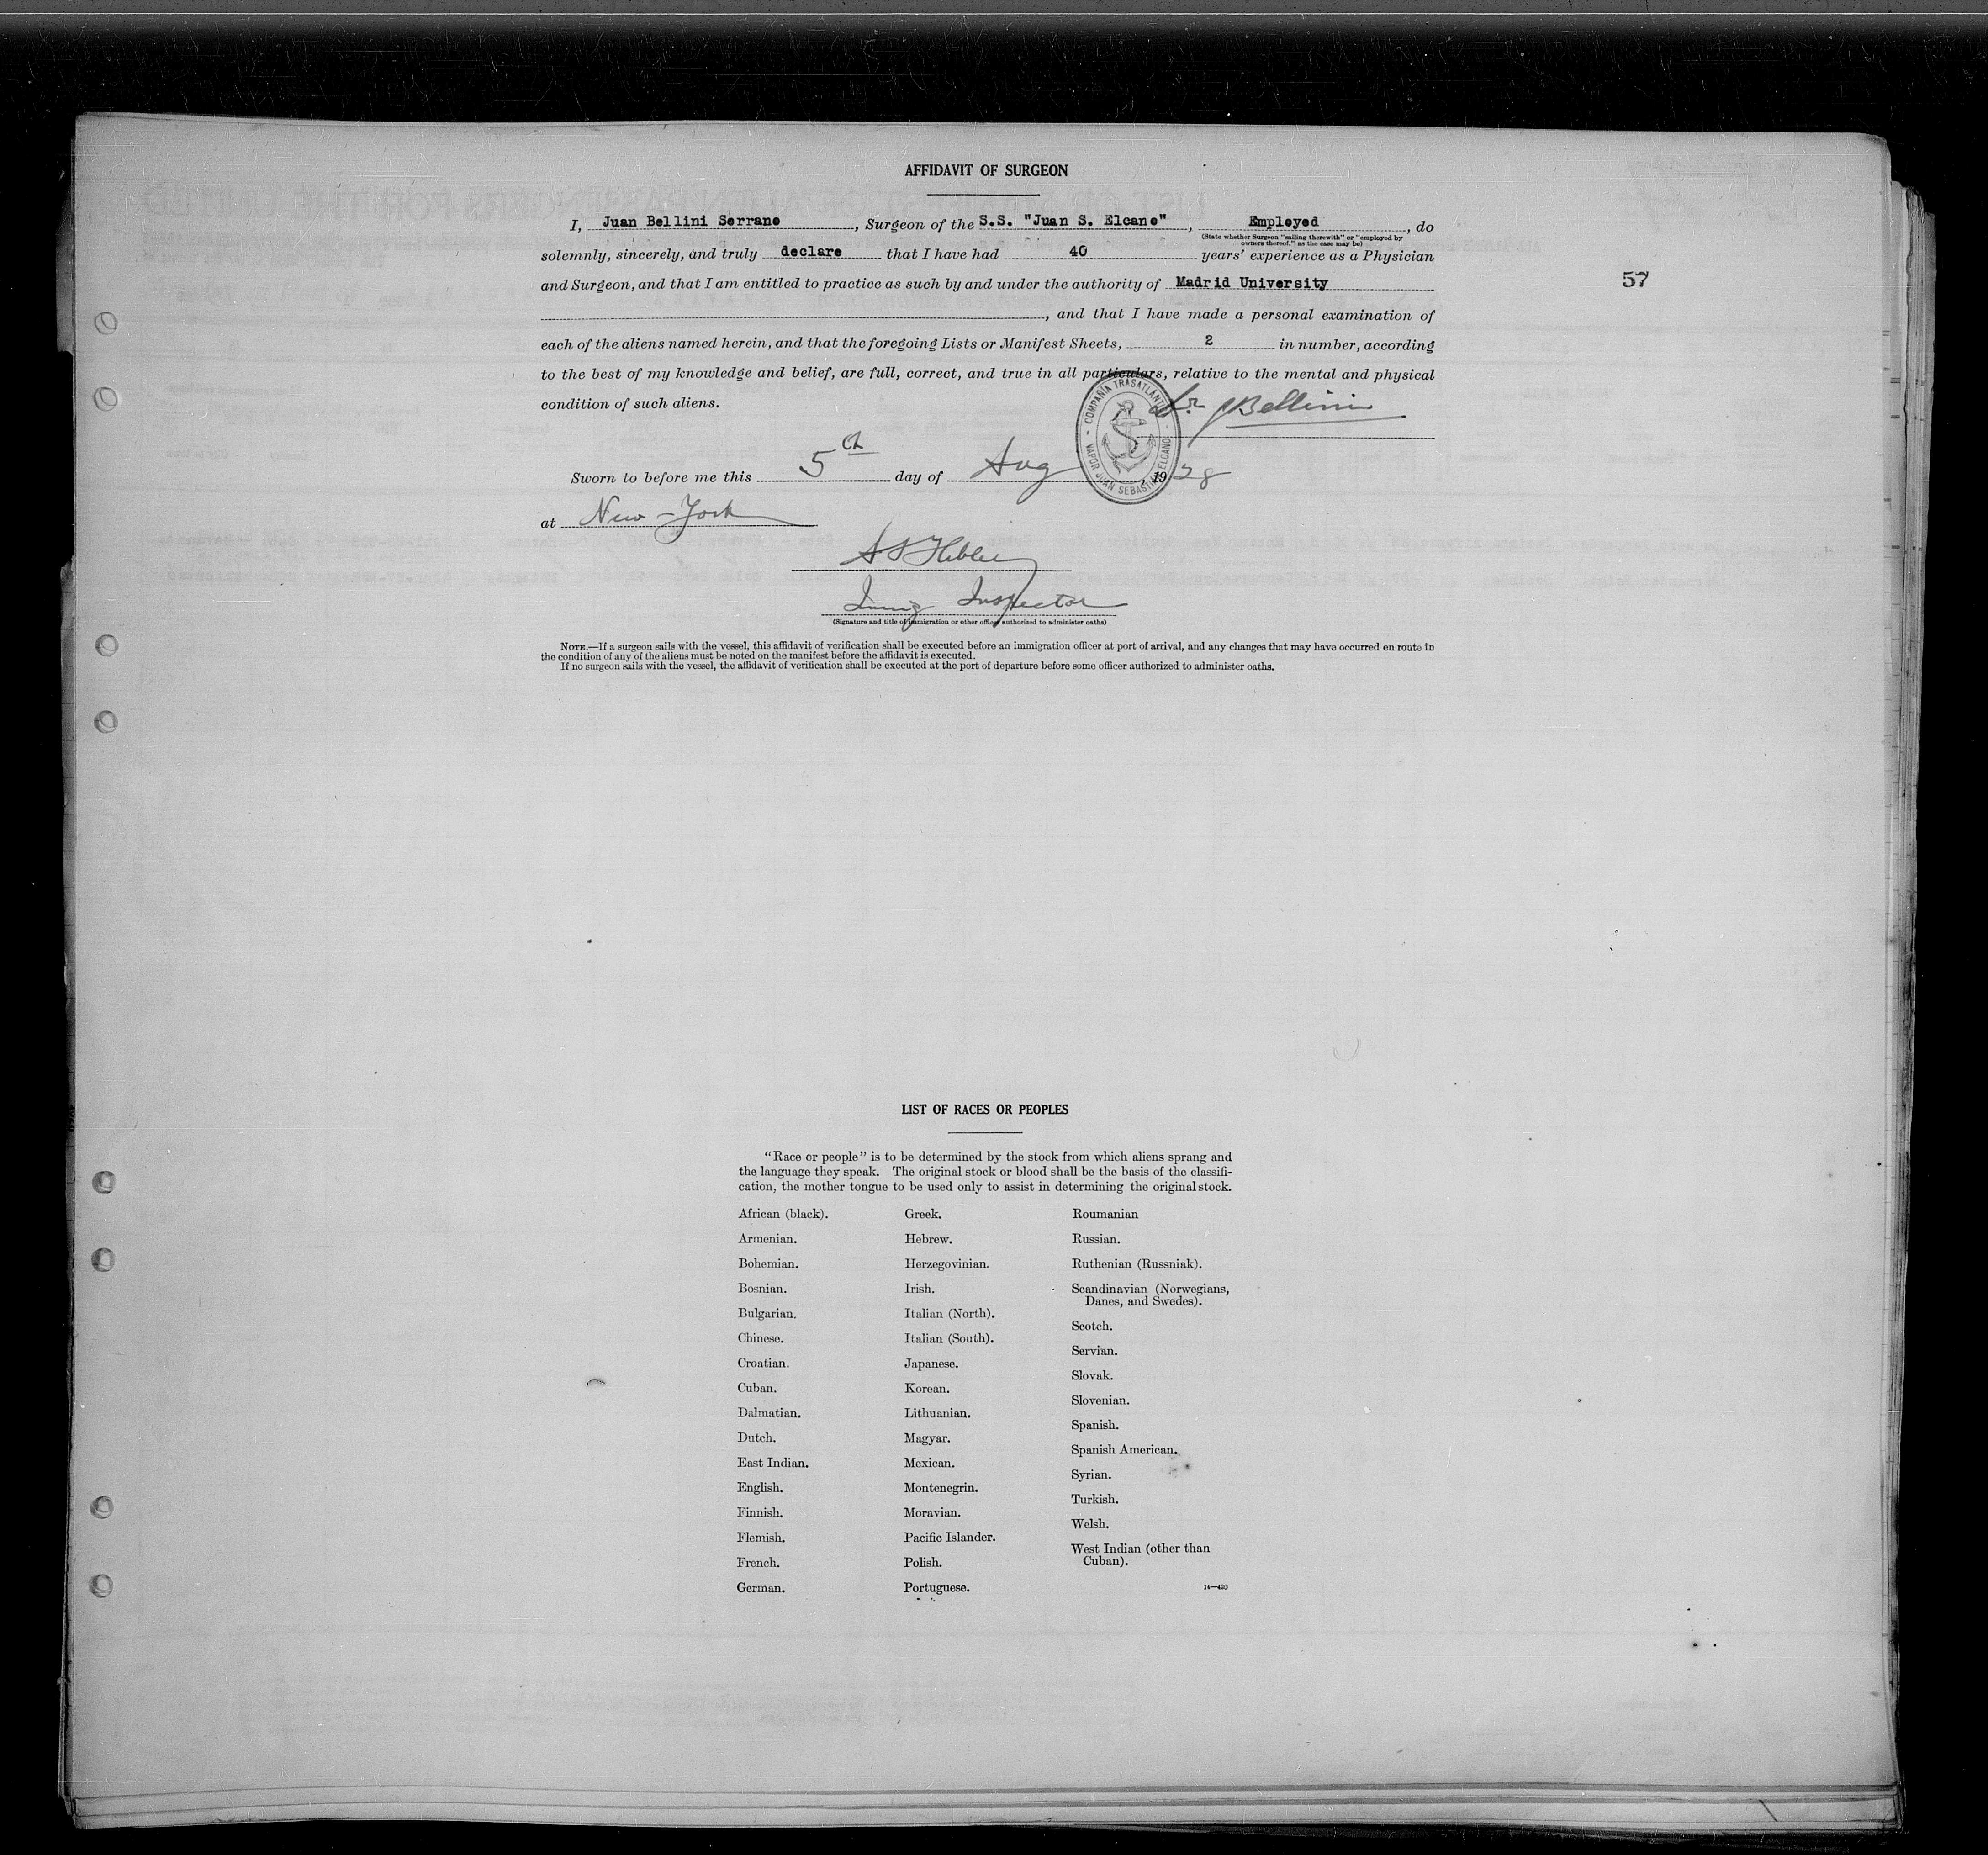 AFFIDAVIT OF SURGEON
I, Juan Bellini Serrano, Surgeon of the S.S. "Juan S. Elcano", Employed, do
(State whether Surgeon "sailing therewith" or "employed by
owners thereof," as the case may be)
solemnly, sincerely, and truly declare that I have had 40 years' experience as a Physician
57
and Surgeon, and that I am entitled to practice as such by and under the authority of Madrid University
, and that I have made a personal examination of
each of the aliens named herein, and that the foregoing Lists or Manifest Sheets, 2 in number, according
to the best of my knowledge and belief, are full, correct, and true in all particulars, relative to the mental and physical
condition of such aliens.
Dr. J Bellini
COMPAÑIA TRASATLANTICA
VAPOR JUAN SEBASTIAN ELCANO
Sworn to before me this 5th day of Aug, 1928
at New-York
Immig Inspector
(Signature and title of immigration or other officer authorized to administer oaths)
NOTE.—If a surgeon sails with the vessel, this affidavit of verification shall be executed before an immigration officer at port of arrival, and any changes that may have occurred en route in
the condition of any of the aliens must be noted on the manifest before the affidavit is executed.
If no surgeon sails with the vessel, the affidavit of verification shall be executed at the port of departure before some officer authorized to administer oaths.
LIST OF RACES OR PEOPLES
"Race or people" is to be determined by the stock from which aliens sprang and
the language they speak. The original stock or blood shall be the basis of the classifi-
cation, the mother tongue to be used only to assist in determining the original stock.
African (black).
Armenian.
Bohemian.
Bosnian.
Bulgarian.
Chinese.
Croatian.
Cuban.
Dalmatian.
Dutch.
East Indian.
English.
Finnish.
Flemish.
French.
German.
Greek.
Hebrew.
Herzegovinian.
Irish.
Italian (North).
Italian (South).
Japanese.
Korean.
Lithuanian.
Magyar.
Mexican.
Montenegrin.
Moravian.
Pacific Islander.
Polish.
Portuguese.
Roumanian
Russian.
Ruthenian (Russniak).
Scandinavian (Norwegians,
Danes, and Swedes).
Scotch.
Servian.
Slovak.
Slovenian.
Spanish.
Spanish American.
Syrian.
Turkish.
Welsh.
West Indian (other than
Cuban).
14—430